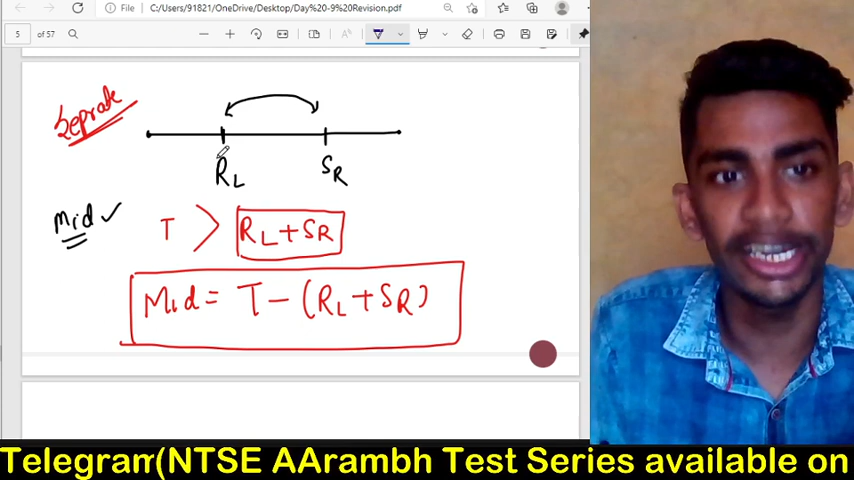 C:/Users/91821/OneDrive/Desktop/Day%20-9%20Revision.pdf
5 of 57
Seprate
RL SR
Mid ✓ T > RL+SR
Mid = T - (RL+SR)
Telegram(NTSE AArambh Test Series available on